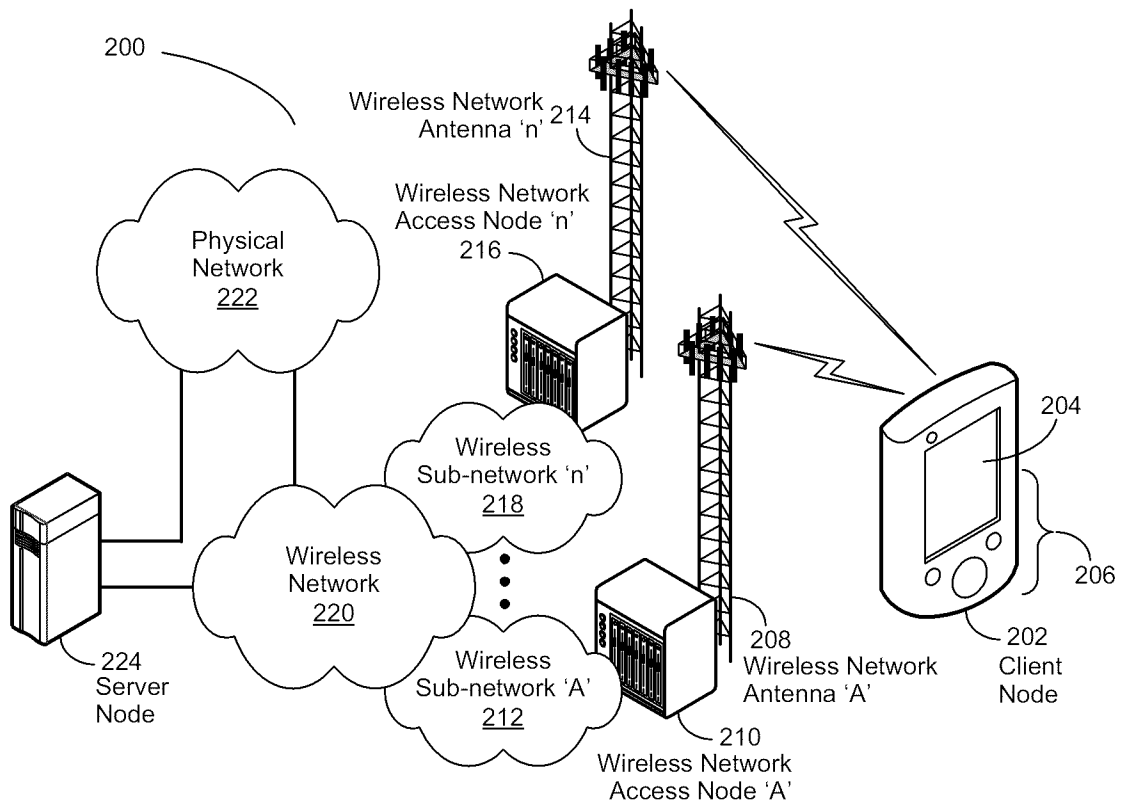 200
Wireless Network
Antenna ‘n’
214
Wireless Network
Access Node ‘n’
216
Physical
Network
222
204
Wireless
Sub-network ‘n’
218
206
Wireless
Network
220
208
Wireless Network
Antenna ‘A’
202
Client
Node
224
Server
Node
Wireless
Sub-network ‘A’
212
210
Wireless Network
Access Node ‘A’